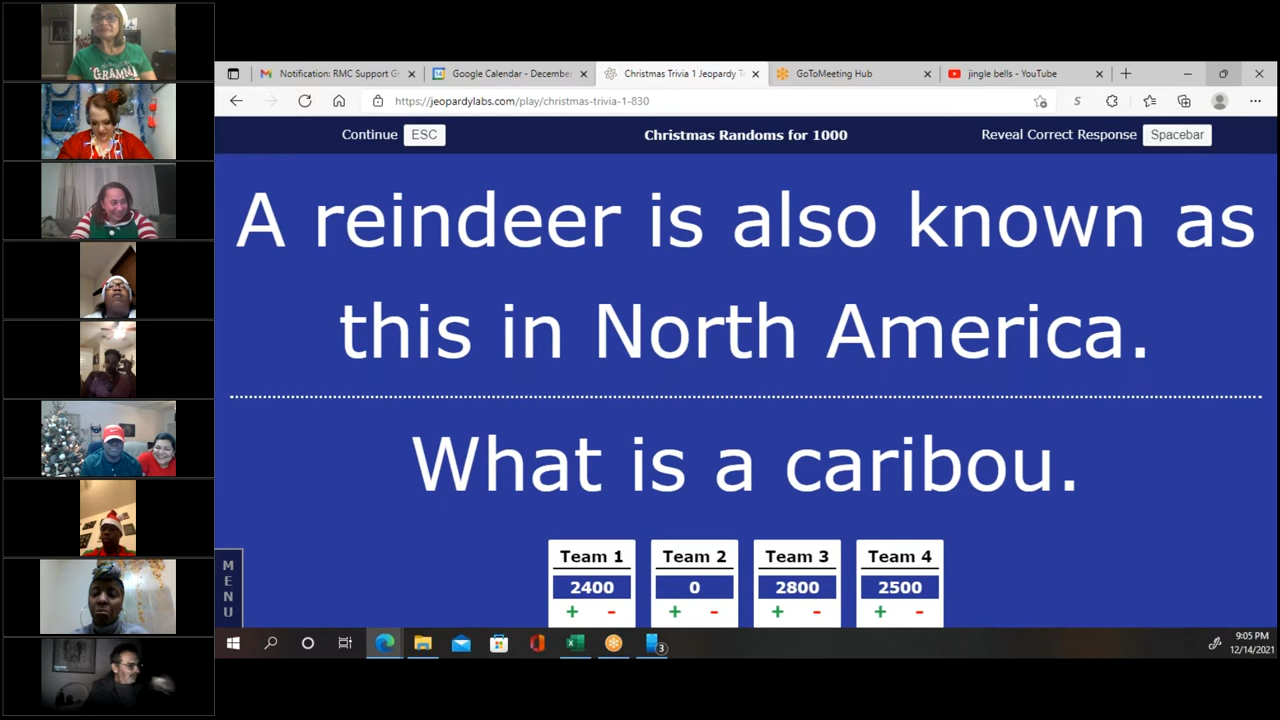 GRAMMA
Notification: RMC Support Gr
Google Calendar - December
Christmas Trivia 1 Jeopardy Te
GoToMeeting Hub
jingle bells - YouTube
https://jeopardylabs.com/play/christmas-trivia-1-830
Continue ESC
Christmas Randoms for 1000
Reveal Correct Response Spacebar
A reindeer is also known as
this in North America.
What is a caribou.
MENU
Team 1 Team 2 Team 3 Team 4
2400 0 2800 2500
+ - + - + - + -
3
9:05 PM
12/14/2021